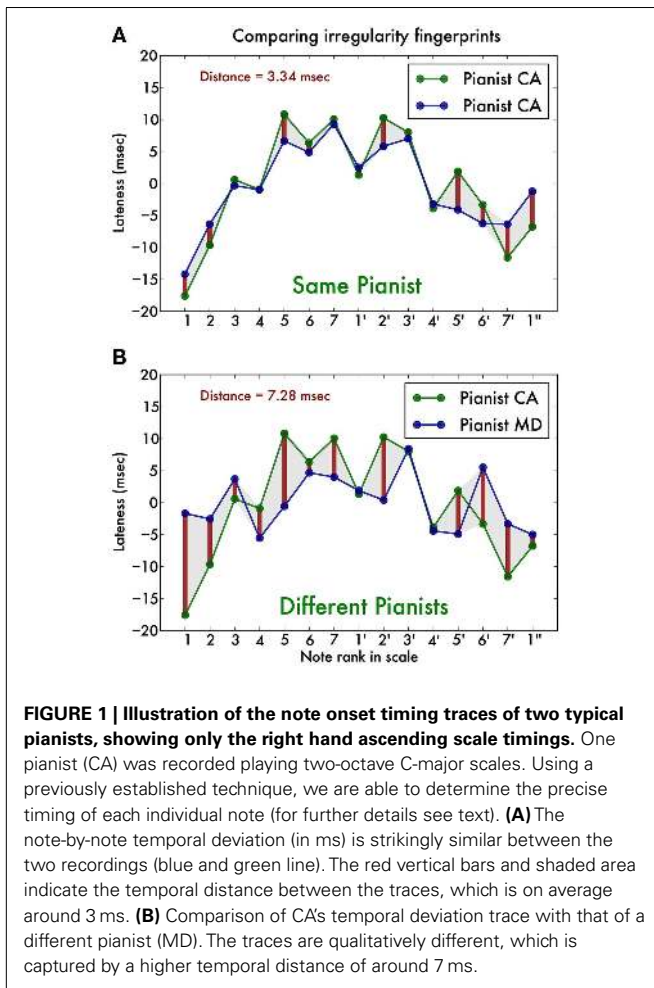 A
Comparing irregularity fingerprints
20
15
10
5
0
−5
−10
−15
−20
Lateness (msec)
Distance = 3.34 msec
Pianist CA
Pianist CA
Same Pianist
1 2 3 4 5 6 7 1' 2' 3' 4' 5' 6' 7' 1"
B
20
15
10
5
0
−5
−10
−15
−20
Lateness (msec)
Distance = 7.28 msec
Pianist CA
Pianist MD
Different Pianists
1 2 3 4 5 6 7 1' 2' 3' 4' 5' 6' 7' 1"
Note rank in scale
FIGURE 1 | Illustration of the note onset timing traces of two typical
pianists, showing only the right hand ascending scale timings. One
pianist (CA) was recorded playing two-octave C-major scales. Using a
previously established technique, we are able to determine the precise
timing of each individual note (for further details see text). (A) The
note-by-note temporal deviation (in ms) is strikingly similar between the
two recordings (blue and green line). The red vertical bars and shaded area
indicate the temporal distance between the traces, which is on average
around 3 ms. (B) Comparison of CA's temporal deviation trace with that of a
different pianist (MD). The traces are qualitatively different, which is
captured by a higher temporal distance of around 7 ms.